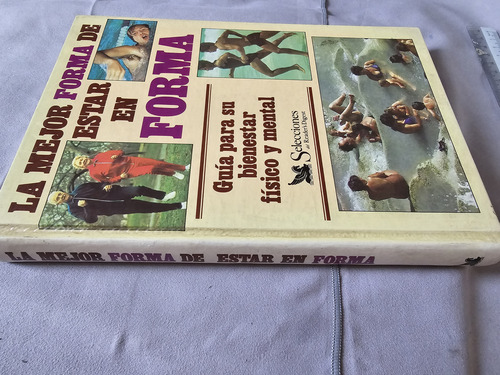 LA MEJOR FORMA DE
ESTAR
EN
FORMA
Guía para su
bienestar
físico y mental
Selecciones
del Reader's Digest
LA MEJOR FORMA DE ESTAR EN FORMA